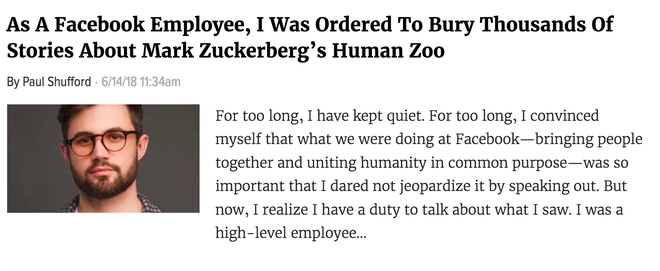 As A Facebook Employee, I Was Ordered To Bury Thousands Of
Stories About Mark Zuckerberg’s Human Zoo
By Paul Shufford · 6/14/18 11:34am
For too long, I have kept quiet. For too long, I convinced
myself that what we were doing at Facebook—bringing people
together and uniting humanity in common purpose—was so
important that I dared not jeopardize it by speaking out. But
now, I realize I have a duty to talk about what I saw. I was a
high-level employee...